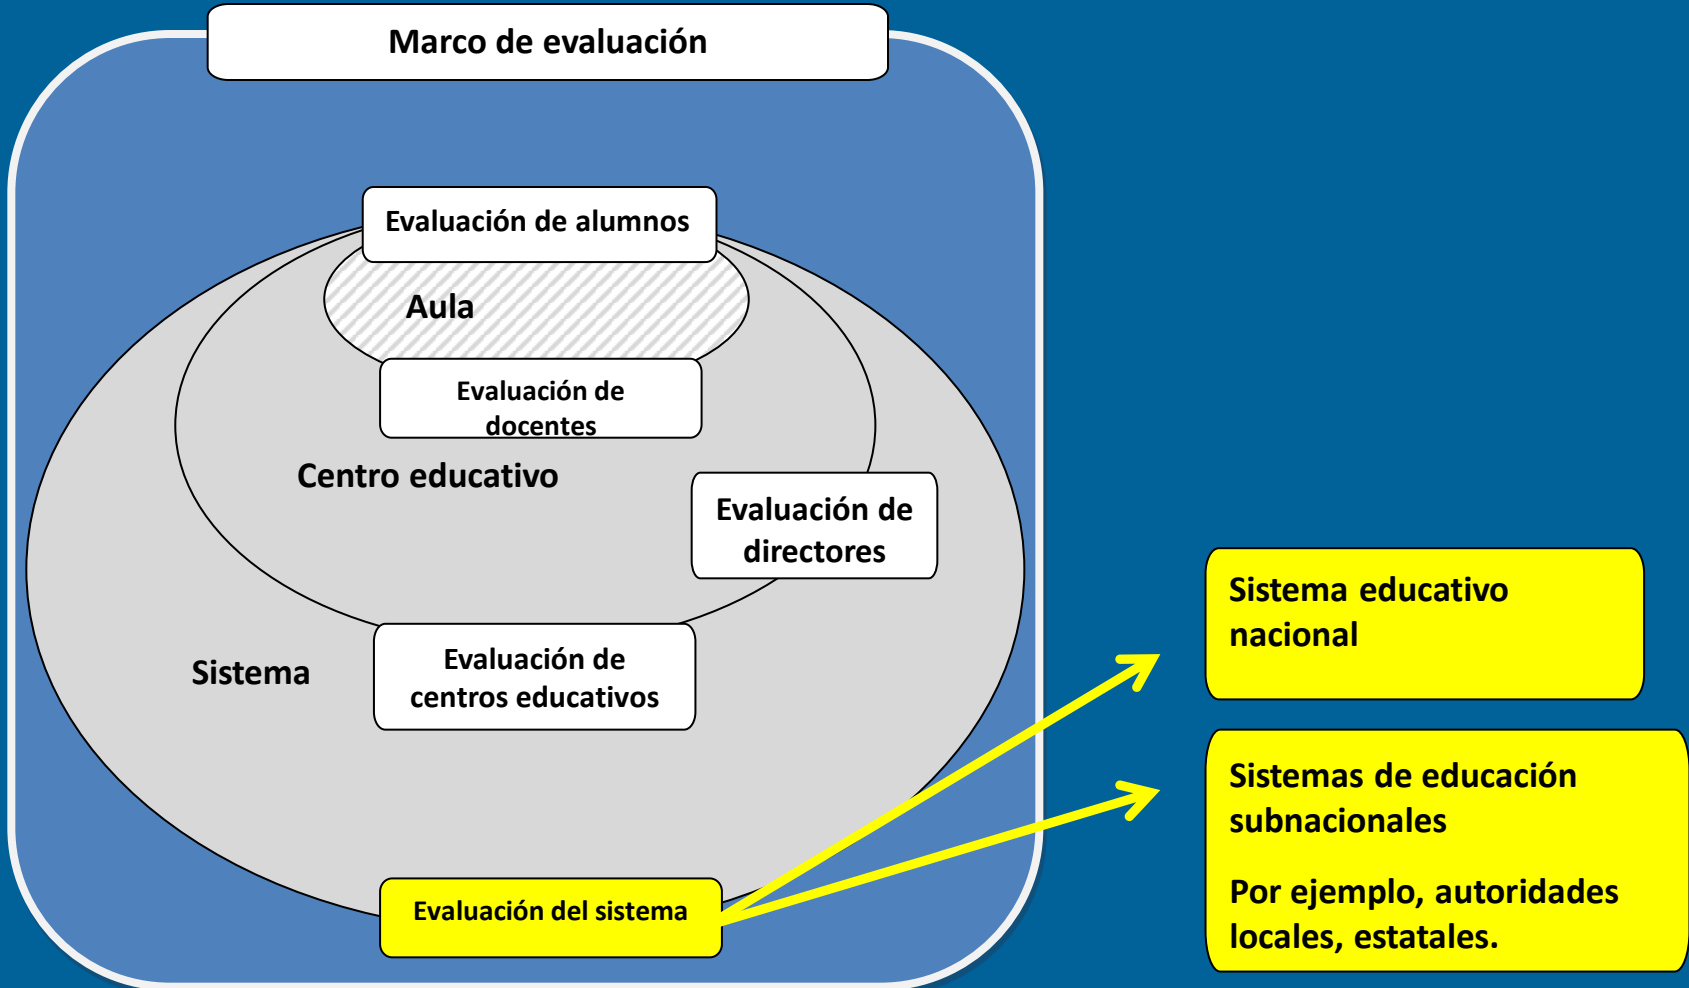 Marco de evaluación
Evaluación de alumnos
Aula
Evaluación de
docentes
Centro educativo
Evaluación de
directores
Sistema
Evaluación de
centros educativos
Evaluación del sistema
Sistema educativo
nacional
Sistemas de educación
subnacionales
Por ejemplo, autoridades
locales, estatales.